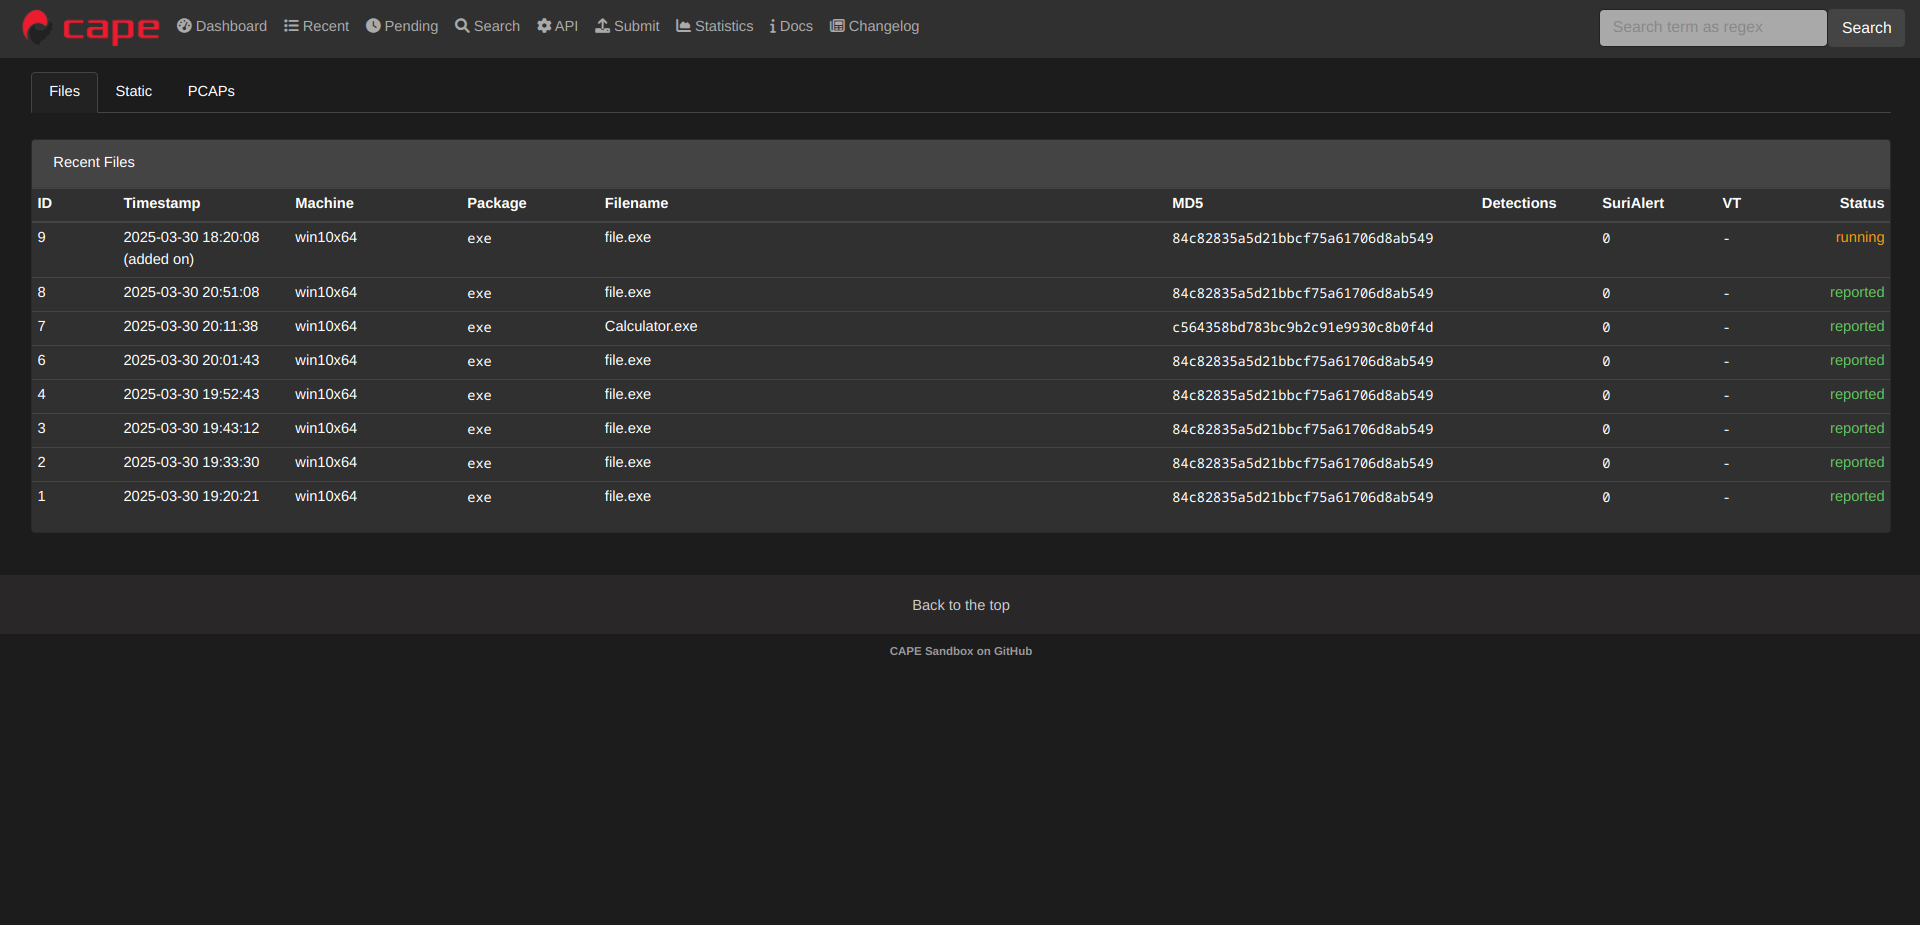 cape Dashboard Recent Pending Search API Submit Statistics Docs Changelog Search term as regex Search
Files Static PCAPs
Recent Files
ID Timestamp Machine Package Filename MD5 Detections SuriAlert VT Status
9 2025-03-30 18:20:08 win10x64 exe file.exe 84c82835a5d21bbcf75a61706d8ab549 0 - running
(added on)
8 2025-03-30 20:51:08 win10x64 exe file.exe 84c82835a5d21bbcf75a61706d8ab549 0 - reported
7 2025-03-30 20:11:38 win10x64 exe Calculator.exe c564358bd783bc9b2c91e9930c8b0f4d 0 - reported
6 2025-03-30 20:01:43 win10x64 exe file.exe 84c82835a5d21bbcf75a61706d8ab549 0 - reported
4 2025-03-30 19:52:43 win10x64 exe file.exe 84c82835a5d21bbcf75a61706d8ab549 0 - reported
3 2025-03-30 19:43:12 win10x64 exe file.exe 84c82835a5d21bbcf75a61706d8ab549 0 - reported
2 2025-03-30 19:33:30 win10x64 exe file.exe 84c82835a5d21bbcf75a61706d8ab549 0 - reported
1 2025-03-30 19:20:21 win10x64 exe file.exe 84c82835a5d21bbcf75a61706d8ab549 0 - reported
Back to the top
CAPE Sandbox on GitHub